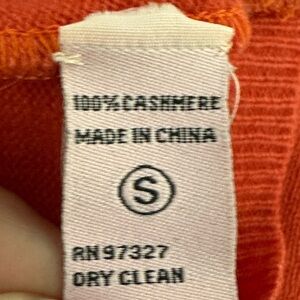 100% CASHMERE
MADE IN CHINA
S
RN 97327
DRY CLEAN